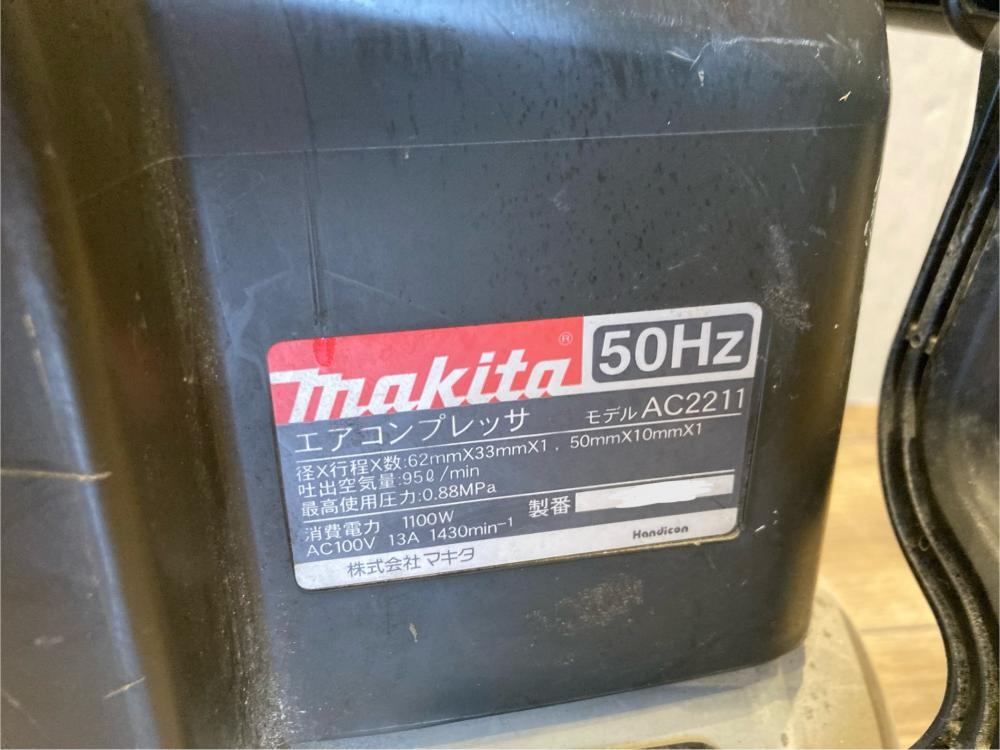 makita® 50Hz
エアコンプレッサ モデル AC2211
径X行程X数:62mmX33mmX1, 50mmX10mmX1
吐出空気量:95ℓ/min
最高使用圧力:0.88MPa
消費電力 1100W 製番
AC100V 13A 1430min⁻¹
Handicon
株式会社 マキタ